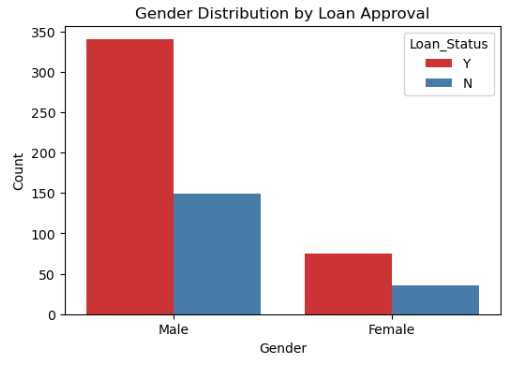 Gender Distribution by Loan Approval
Loan_Status
Y
N
350
300
250
200
150
100
50
0
Count
Male
Female
Gender